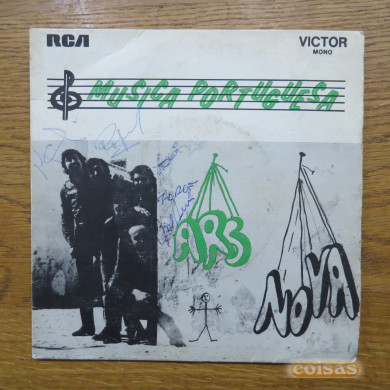 RCA VICTOR
MONO
MUSICA PORTUGUESA
ARS
NOVA
coisas